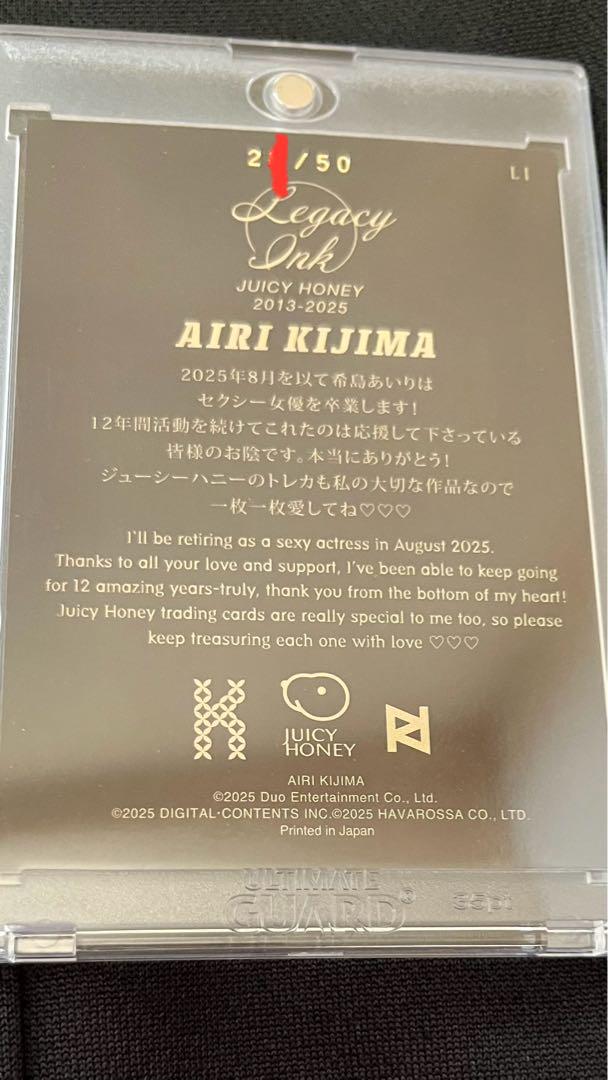 2 /50
LI
Legacy
Ink
JUICY HONEY
2013-2025
AIRI KIJIMA
2025年8月を以て希島あいりは
セクシー女優を卒業します!
12年間活動を続けてこれたのは応援して下さっている
皆様のお陰です。本当にありがとう!
ジューシーハニーのトレカも私の大切な作品なので
一枚一枚愛してね♡♡♡
I'll be retiring as a sexy actress in August 2025.
Thanks to all your love and support, I've been able to keep going
for 12 amazing years-truly, thank you from the bottom of my heart!
Juicy Honey trading cards are really special to me too, so please
keep treasuring each one with love ♡♡♡
JUICY
HONEY
AIRI KIJIMA
©2025 Duo Entertainment Co., Ltd.
©2025 DIGITAL·CONTENTS INC.©2025 HAVAROSSA CO., LTD.
Printed in Japan
ULTIMATE
GUARD®
35pt